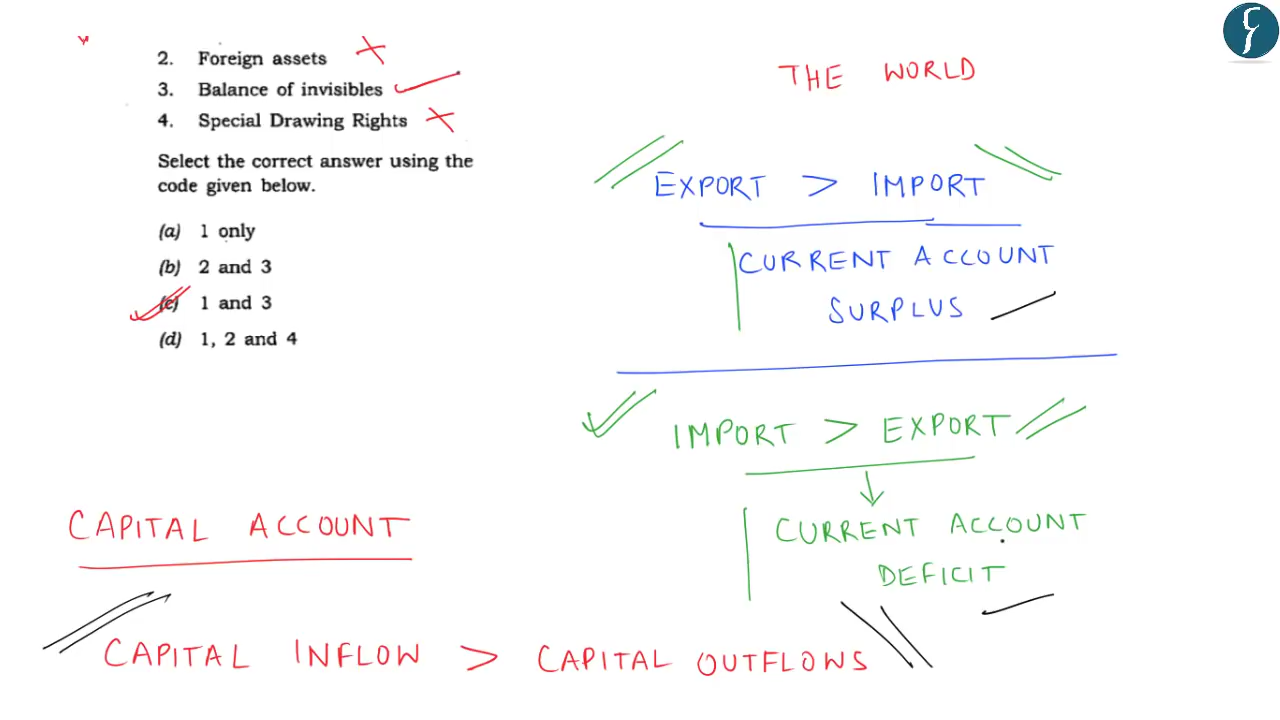 2. Foreign assets
3. Balance of invisibles
4. Special Drawing Rights
Select the correct answer using the
code given below.
(a) 1 only
(b) 2 and 3
(c) 1 and 3
(d) 1, 2 and 4
THE WORLD
EXPORT > IMPORT
CURRENT ACCOUNT
SURPLUS
IMPORT > EXPORT
CURRENT ACCOUNT
DEFICIT
CAPITAL ACCOUNT
CAPITAL INFLOW > CAPITAL OUTFLOWS